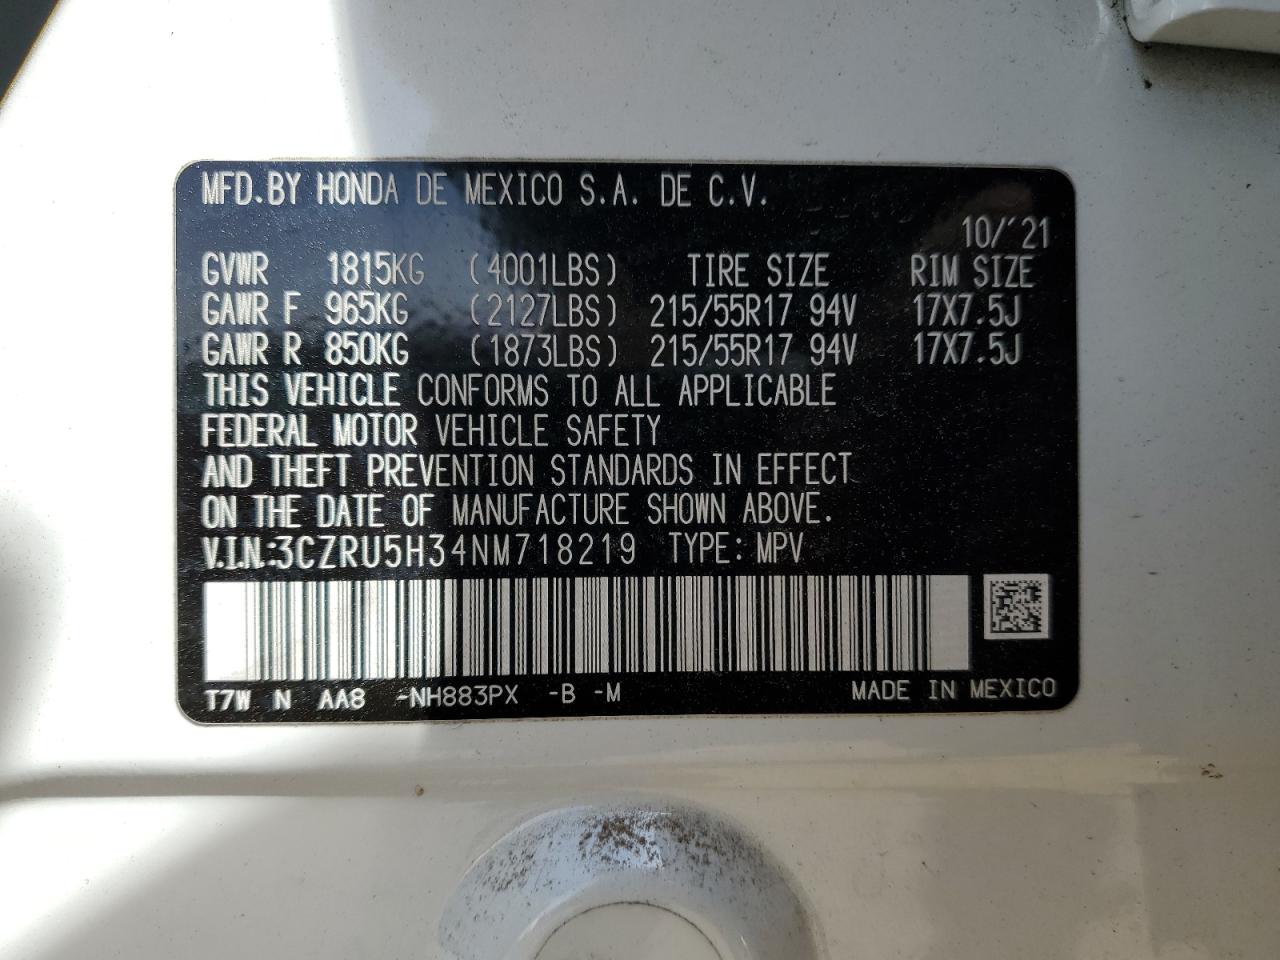 MFD.BY HONDA DE MEXICO S.A. DE C.V.
10/'21
GVWR 1815KG (4001LBS) TIRE SIZE RIM SIZE
GAWR F 965KG (2127LBS) 215/55R17 94V 17X7.5J
GAWR R 850KG (1873LBS) 215/55R17 94V 17X7.5J
THIS VEHICLE CONFORMS TO ALL APPLICABLE
FEDERAL MOTOR VEHICLE SAFETY
AND THEFT PREVENTION STANDARDS IN EFFECT
ON THE DATE OF MANUFACTURE SHOWN ABOVE.
V.I.N.:3CZRU5H34NM718219 TYPE: MPV
T7W N AA8 -NH883PX -B -M MADE IN MEXICO